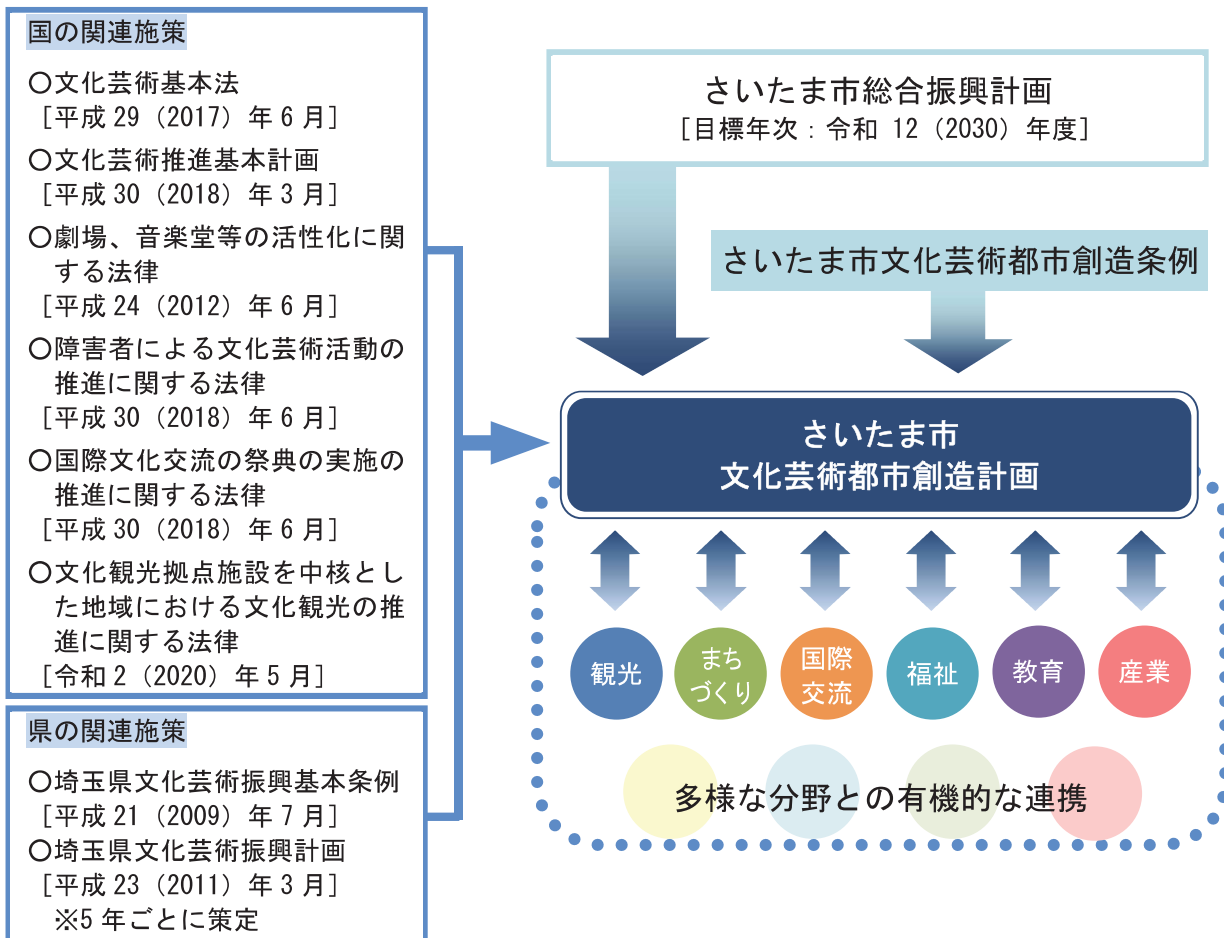 国の関連施策
○文化芸術基本法
[平成 29（2017）年 6 月]
○文化芸術推進基本計画
[平成 30（2018）年 3 月]
○劇場、音楽堂等の活性化に関
する法律
[平成 24（2012）年 6 月]
○障害者による文化芸術活動の
推進に関する法律
[平成 30（2018）年 6 月]
○国際文化交流の祭典の実施の
推進に関する法律
[平成 30（2018）年 6 月]
○文化観光拠点施設を中核とし
た地域における文化観光の推
進に関する法律
[令和 2（2020）年 5 月]
県の関連施策
○埼玉県文化芸術振興基本条例
[平成 21（2009）年 7 月]
○埼玉県文化芸術振興計画
[平成 23（2011）年 3 月]
※5 年ごとに策定
さいたま市総合振興計画
[目標年次：令和 12（2030）年度]
さいたま市文化芸術都市創造条例
さいたま市
文化芸術都市創造計画
観光
まち
づくり
国際
交流
福祉
教育
産業
多様な分野との有機的な連携